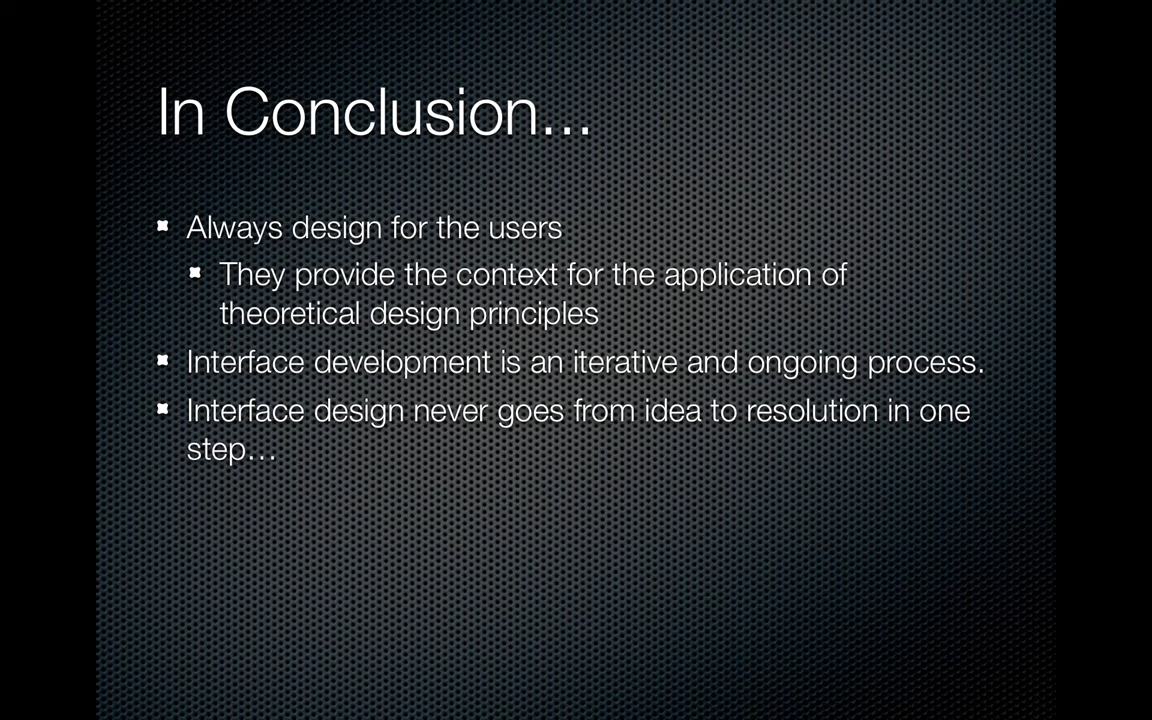 In Conclusion...
Always design for the users
They provide the context for the application of
theoretical design principles
Interface development is an iterative and ongoing process.
Interface design never goes from idea to resolution in one
step…